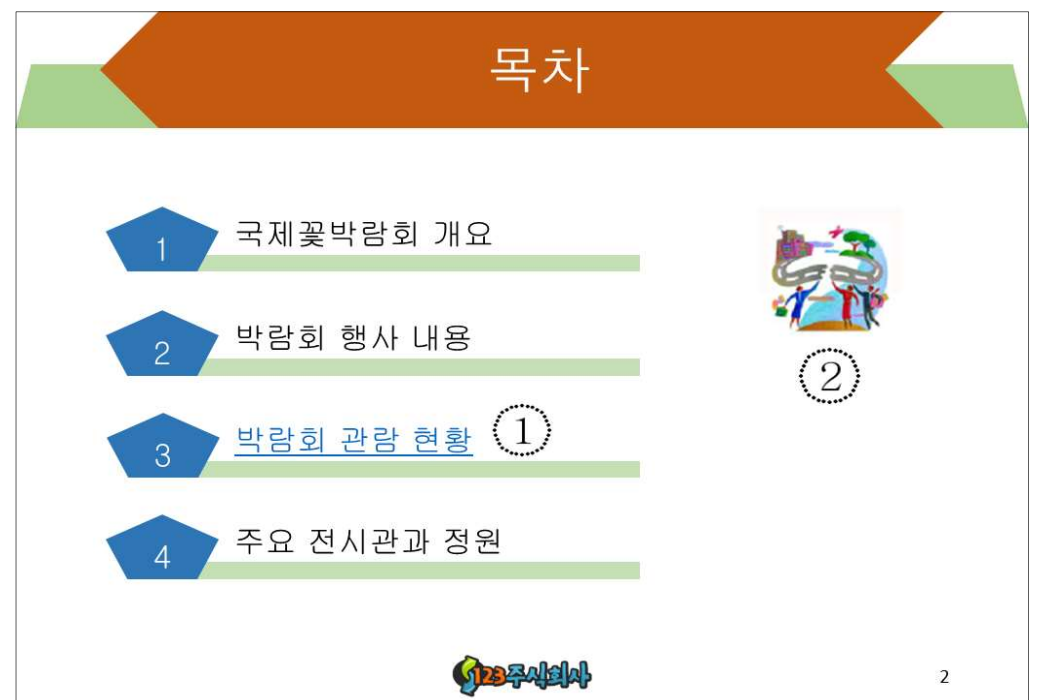 목차
1 국제꽃박람회 개요
2 박람회 행사 내용
②
3 박람회 관람 현황 ①
4 주요 전시관과 정원
123주식회사
2